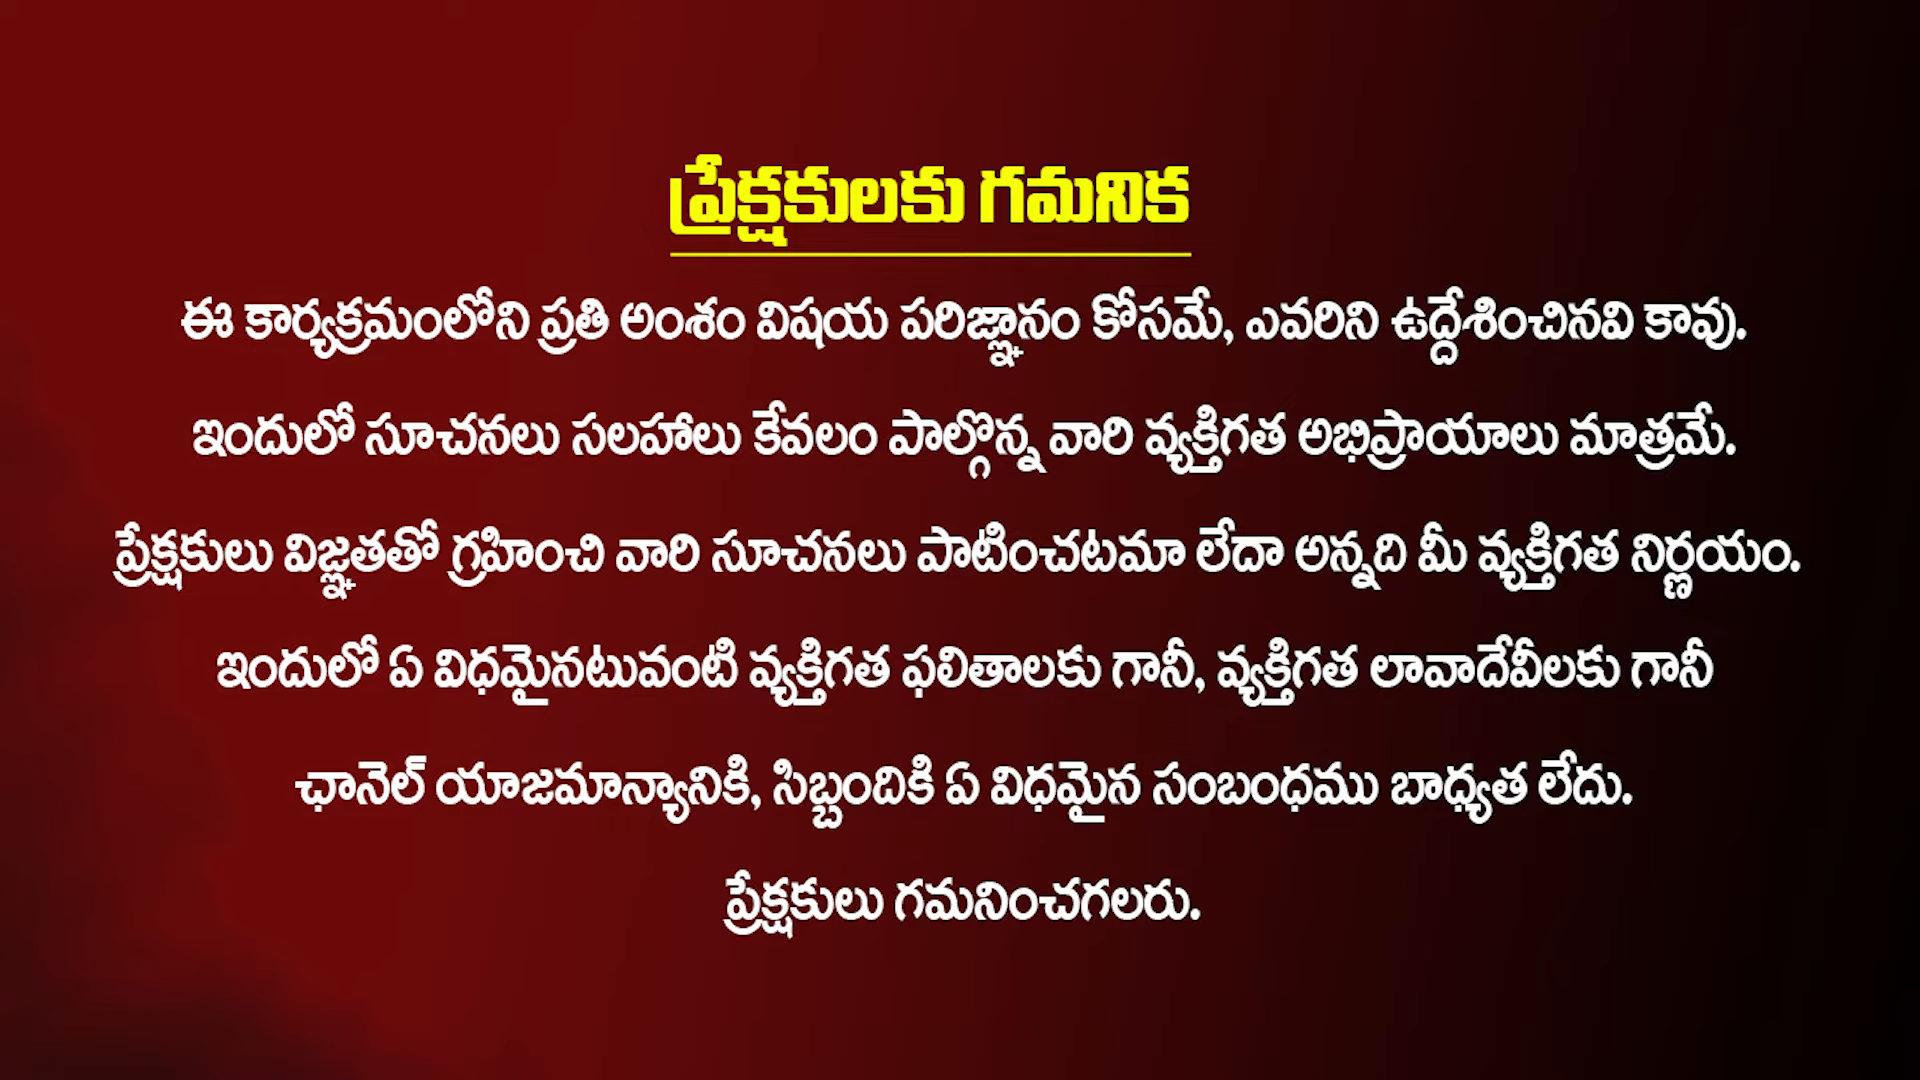 ప్రేక్షకులకు గమనిక
ఈ కార్యక్రమంలోని ప్రతి అంశం విషయ పరిజ్ఞానం కోసమే, ఎవరిని ఉద్దేశించినవి కావు.
ఇందులో సూచనలు సలహాలు కేవలం పాల్గొన్న వారి వ్యక్తిగత అభిప్రాయాలు మాత్రమే.
ప్రేక్షకులు విజ్ఞతతో గ్రహించి వారి సూచనలు పాటించటమా లేదా అన్నది మీ వ్యక్తిగత నిర్ణయం.
ఇందులో ఏ విధమైనటువంటి వ్యక్తిగత ఫలితాలకు గానీ, వ్యక్తిగత లావాదేవీలకు గానీ
ఛానెల్ యాజమాన్యానికి, సిబ్బందికి ఏ విధమైన సంబంధము బాధ్యత లేదు.
ప్రేక్షకులు గమనించగలరు.